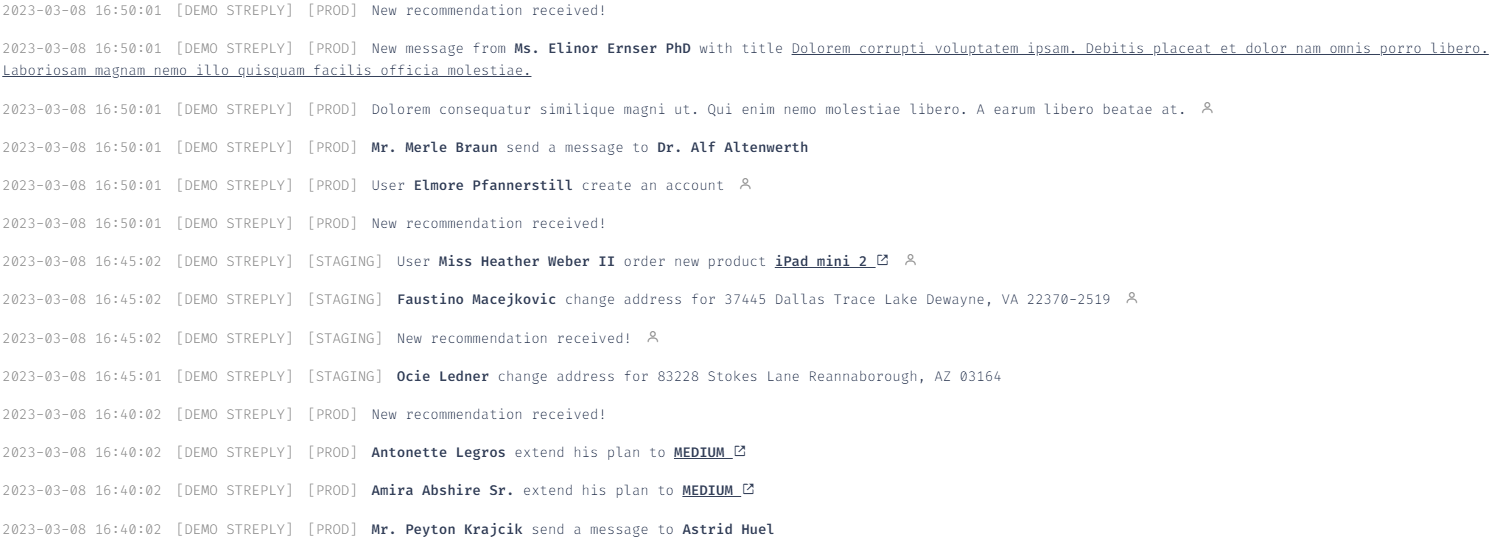 2023-03-08 16:50:01 [DEMO STREPLY] [PROD] New recommendation received!
2023-03-08 16:50:01 [DEMO STREPLY] [PROD] New message from Ms. Elinor Ernser PhD with title Dolorem corrupti voluptatem ipsam. Debitis placeat et dolor nam omnis porro libero.
Laboriosam magnam nemo illo quisquam facilis officia molestiae.
2023-03-08 16:50:01 [DEMO STREPLY] [PROD] Dolorem consequatur similique magni ut. Qui enim nemo molestiae libero. A earum libero beatae at.
2023-03-08 16:50:01 [DEMO STREPLY] [PROD] Mr. Merle Braun send a message to Dr. Alf Altenwerth
2023-03-08 16:50:01 [DEMO STREPLY] [PROD] User Elmore Pfannerstill create an account
2023-03-08 16:50:01 [DEMO STREPLY] [PROD] New recommendation received!
2023-03-08 16:45:02 [DEMO STREPLY] [STAGING] User Miss Heather Weber II order new product iPad mini 2
2023-03-08 16:45:02 [DEMO STREPLY] [STAGING] Faustino Macejkovic change address for 37445 Dallas Trace Lake Dewayne, VA 22370-2519
2023-03-08 16:45:02 [DEMO STREPLY] [STAGING] New recommendation received!
2023-03-08 16:45:01 [DEMO STREPLY] [STAGING] Ocie Ledner change address for 83228 Stokes Lane Reannaborough, AZ 03164
2023-03-08 16:40:02 [DEMO STREPLY] [PROD] New recommendation received!
2023-03-08 16:40:02 [DEMO STREPLY] [PROD] Antonette Legros extend his plan to MEDIUM
2023-03-08 16:40:02 [DEMO STREPLY] [PROD] Amira Abshire Sr. extend his plan to MEDIUM
2023-03-08 16:40:02 [DEMO STREPLY] [PROD] Mr. Peyton Krajcik send a message to Astrid Huel